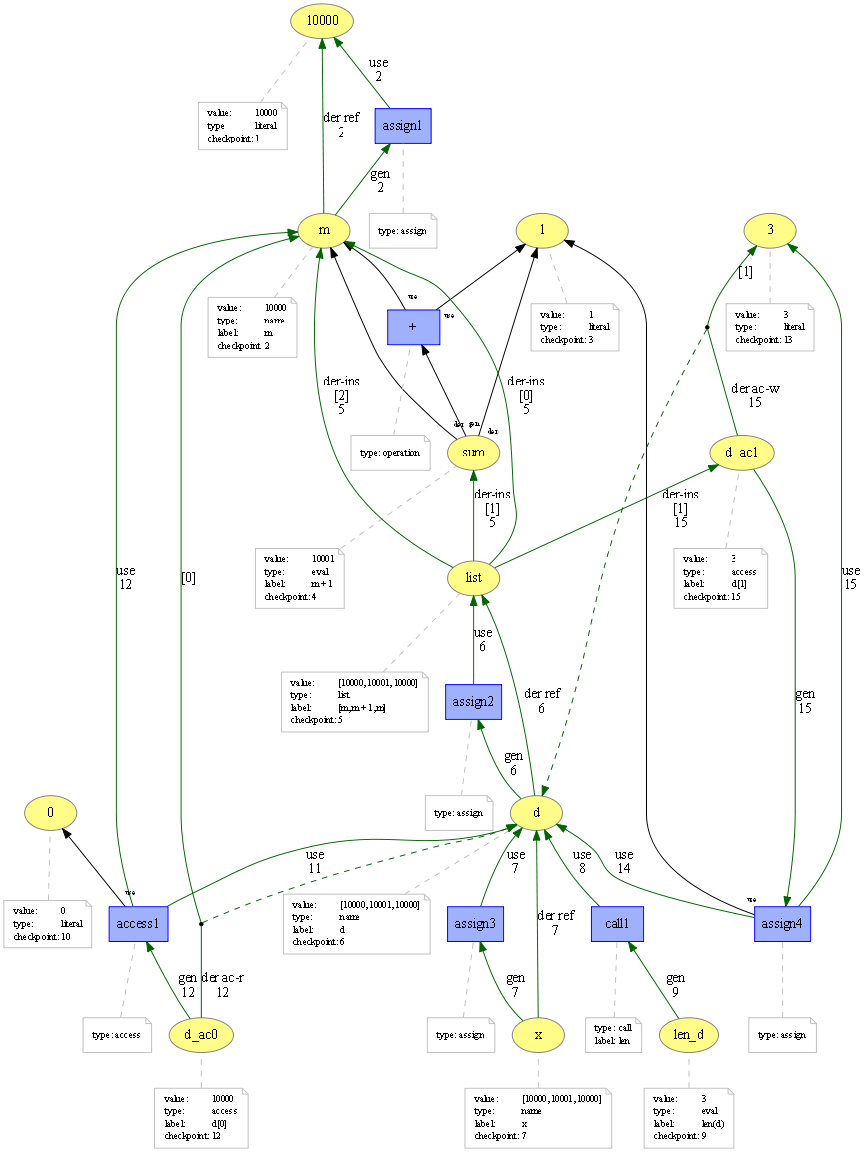 10000
use
2
value: 10000
type: literal
checkpoint: 1
der ref
2
assign1
gen
2
type: assign
m
1
3
[1]
use
use
value: 10000
type: name
label: m
checkpoint: 2
+
value: 1
type: literal
checkpoint: 3
value: 3
type: literal
checkpoint: 13
der-ins
[2]
5
der-ins
[0]
5
der ac-w
15
der
gen
der
type: operation
sum
d_ac1
der-ins
[1]
5
der-ins
[1]
15
use
12
[0]
use
15
value: 10001
type: eval
label: m+1
checkpoint: 4
list
value: 3
type: access
label: d[1]
checkpoint: 15
use
6
value: [10000,10001,10000]
type: list
label: [m,m+1,m]
checkpoint: 5
assign2
der ref
6
gen
15
gen
6
type: assign
0
d
use
11
use
7
use
8
use
14
use
use
value: 0
type: literal
checkpoint: 10
access1
value: [10000,10001,10000]
type: name
label: d
checkpoint: 6
assign3
der ref
7
call1
assign4
gen
12
der ac-r
12
gen
7
gen
9
type: access
d_ac0
type: assign
x
type: call
label: len
len_d
type: assign
value: 10000
type: access
label: d[0]
checkpoint: 12
value: [10000,10001,10000]
type: name
label: x
checkpoint: 7
value: 3
type: eval
label: len(d)
checkpoint: 9